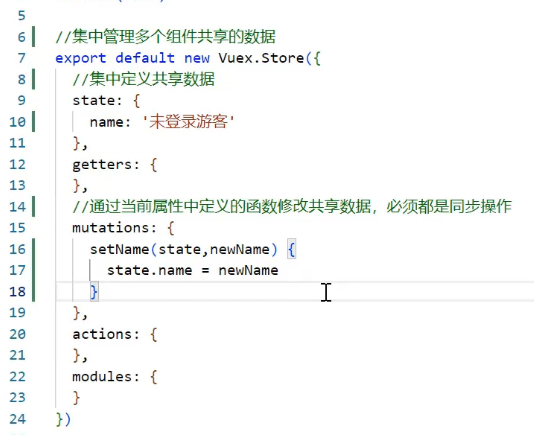 5
6 //集中管理多个组件共享的数据
7 export default new Vuex.Store({
8 //集中定义共享数据
9 state: {
10 name: '未登录游客'
11 },
12 getters: {
13 },
14 //通过当前属性中定义的函数修改共享数据，必须都是同步操作
15 mutations: {
16 setName(state,newName) {
17 state.name = newName
18 }
19 },
20 actions: {
21 },
22 modules: {
23 }
24 })